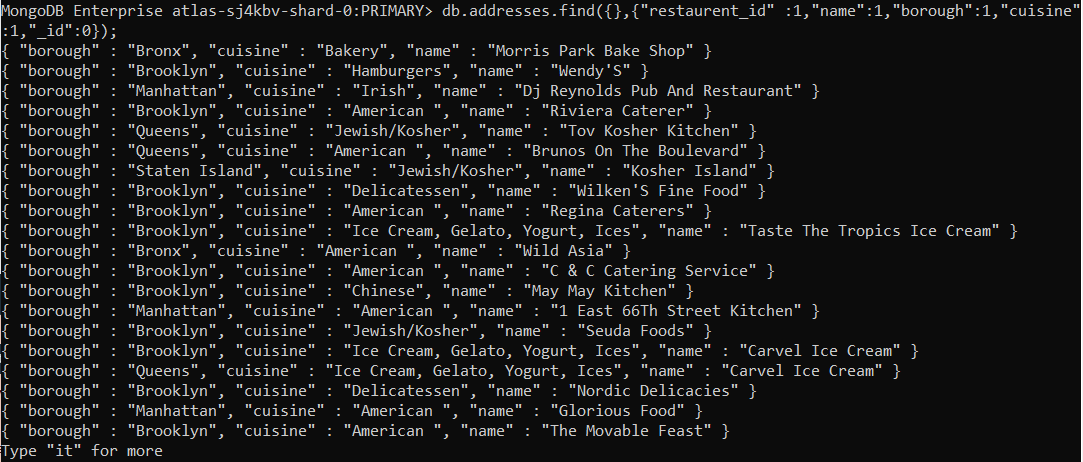 MongoDB Enterprise atlas-sj4kbv-shard-0:PRIMARY> db.addresses.find({},{"restaurent_id" :1,"name":1,"borough":1,"cuisine"
:1,"_id":0});
{ "borough" : "Bronx", "cuisine" : "Bakery", "name" : "Morris Park Bake Shop" }
{ "borough" : "Brooklyn", "cuisine" : "Hamburgers", "name" : "Wendy'S" }
{ "borough" : "Manhattan", "cuisine" : "Irish", "name" : "Dj Reynolds Pub And Restaurant" }
{ "borough" : "Brooklyn", "cuisine" : "American ", "name" : "Riviera Caterer" }
{ "borough" : "Queens", "cuisine" : "Jewish/Kosher", "name" : "Tov Kosher Kitchen" }
{ "borough" : "Queens", "cuisine" : "American ", "name" : "Brunos On The Boulevard" }
{ "borough" : "Staten Island", "cuisine" : "Jewish/Kosher", "name" : "Kosher Island" }
{ "borough" : "Brooklyn", "cuisine" : "Delicatessen", "name" : "Wilken'S Fine Food" }
{ "borough" : "Brooklyn", "cuisine" : "American ", "name" : "Regina Caterers" }
{ "borough" : "Brooklyn", "cuisine" : "Ice Cream, Gelato, Yogurt, Ices", "name" : "Taste The Tropics Ice Cream" }
{ "borough" : "Bronx", "cuisine" : "American ", "name" : "Wild Asia" }
{ "borough" : "Brooklyn", "cuisine" : "American ", "name" : "C & C Catering Service" }
{ "borough" : "Brooklyn", "cuisine" : "Chinese", "name" : "May May Kitchen" }
{ "borough" : "Manhattan", "cuisine" : "American ", "name" : "1 East 66Th Street Kitchen" }
{ "borough" : "Brooklyn", "cuisine" : "Jewish/Kosher", "name" : "Seuda Foods" }
{ "borough" : "Brooklyn", "cuisine" : "Ice Cream, Gelato, Yogurt, Ices", "name" : "Carvel Ice Cream" }
{ "borough" : "Queens", "cuisine" : "Ice Cream, Gelato, Yogurt, Ices", "name" : "Carvel Ice Cream" }
{ "borough" : "Brooklyn", "cuisine" : "Delicatessen", "name" : "Nordic Delicacies" }
{ "borough" : "Manhattan", "cuisine" : "American ", "name" : "Glorious Food" }
{ "borough" : "Brooklyn", "cuisine" : "American ", "name" : "The Movable Feast" }
Type "it" for more